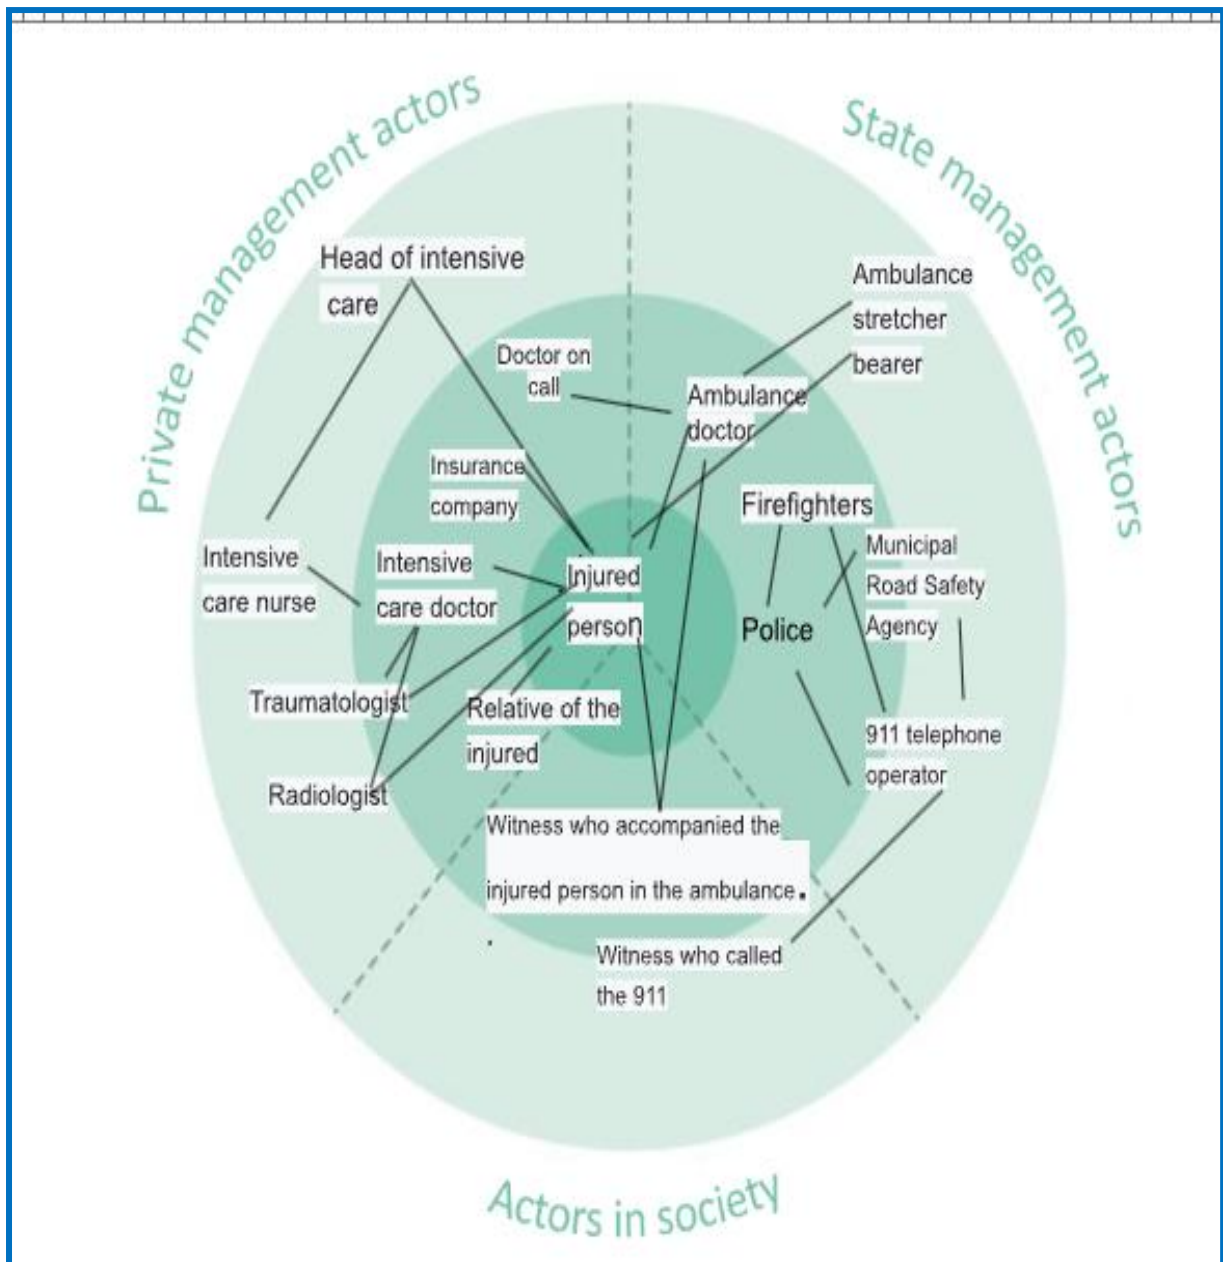 Private management actors
State management actors
Head of intensive
care
Ambulance
stretcher
bearer
Doctor on
call
Ambulance
doctor
Insurance
company
Firefighters
Municipal
Road Safety
Agency
Intensive
care nurse
Intensive
care doctor
Injured
person
Police
Traumatologist
Relative of the
injured
911 telephone
operator
Radiologist
Witness who accompanied the
injured person in the ambulance.
.
Witness who called
the 911
Actors in society